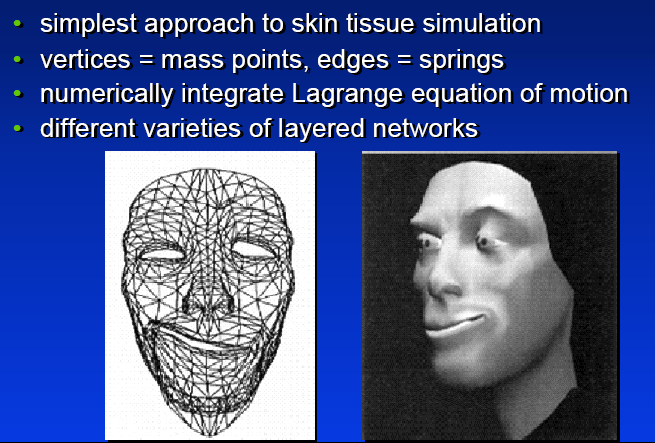 • simplest approach to skin tissue simulation
• vertices = mass points, edges = springs
• numerically integrate Lagrange equation of motion
• different varieties of layered networks